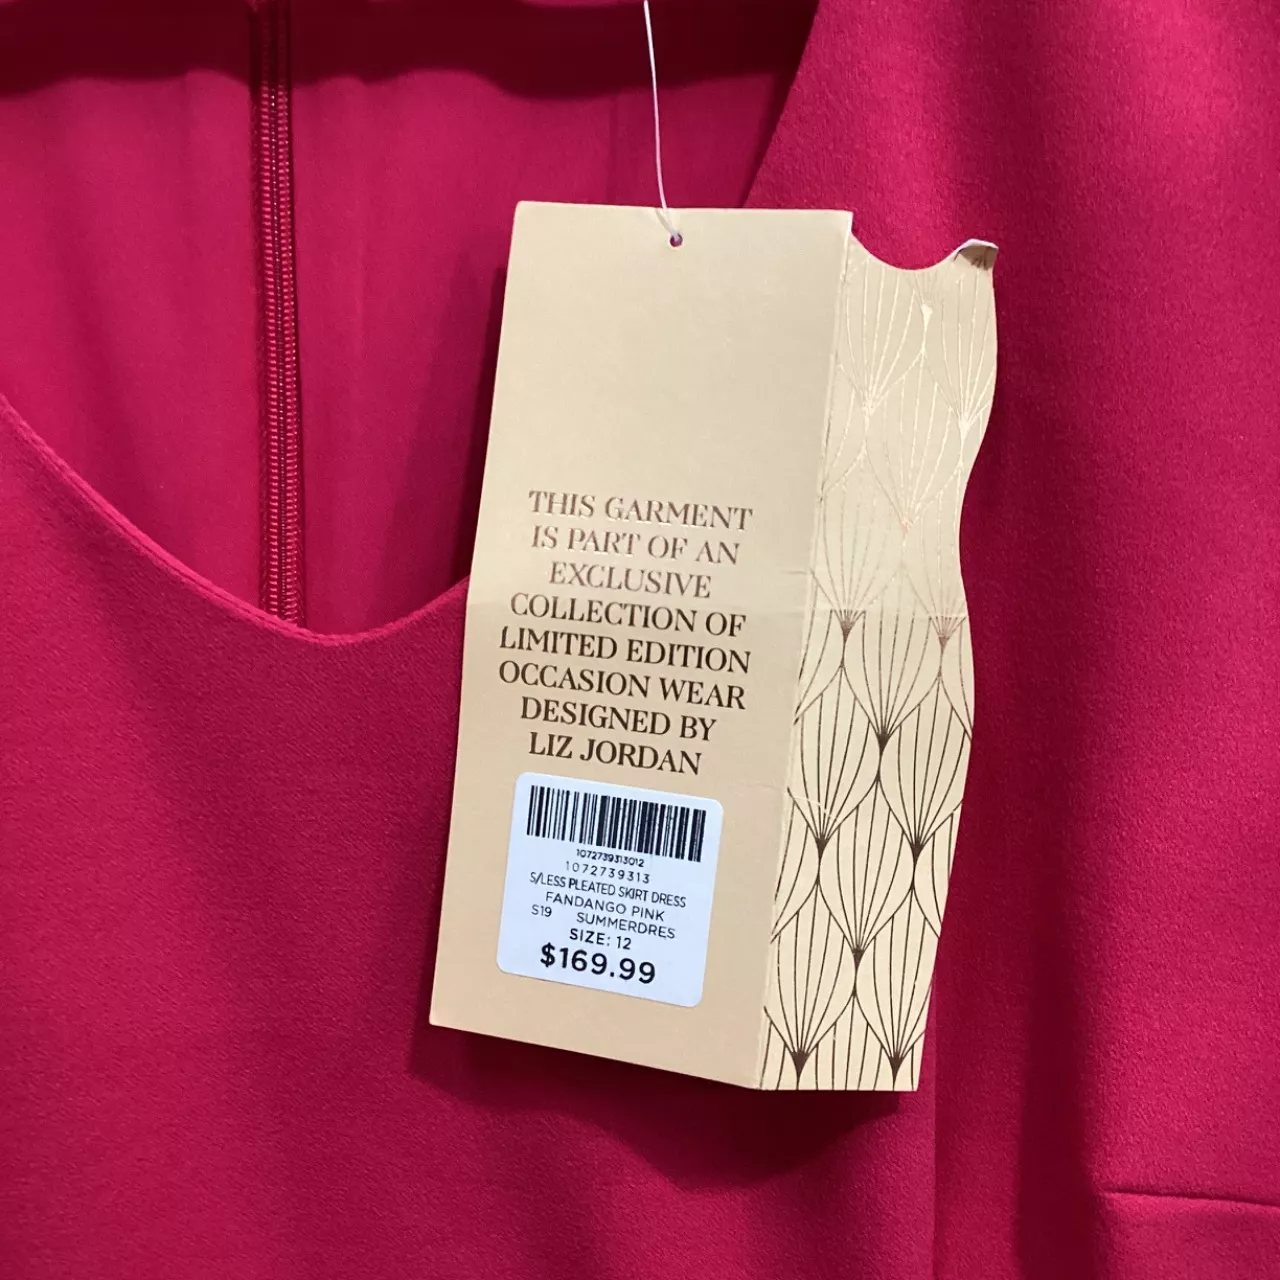 THIS GARMENT
IS PART OF AN
EXCLUSIVE
COLLECTION OF
LIMITED EDITION
OCCASION WEAR
DESIGNED BY
LIZ JORDAN
1072739313012
1072739313
S/LESS PLEATED SKIRT DRESS
FANDANGO PINK
S19 SUMMERDRES
SIZE: 12
$169.99